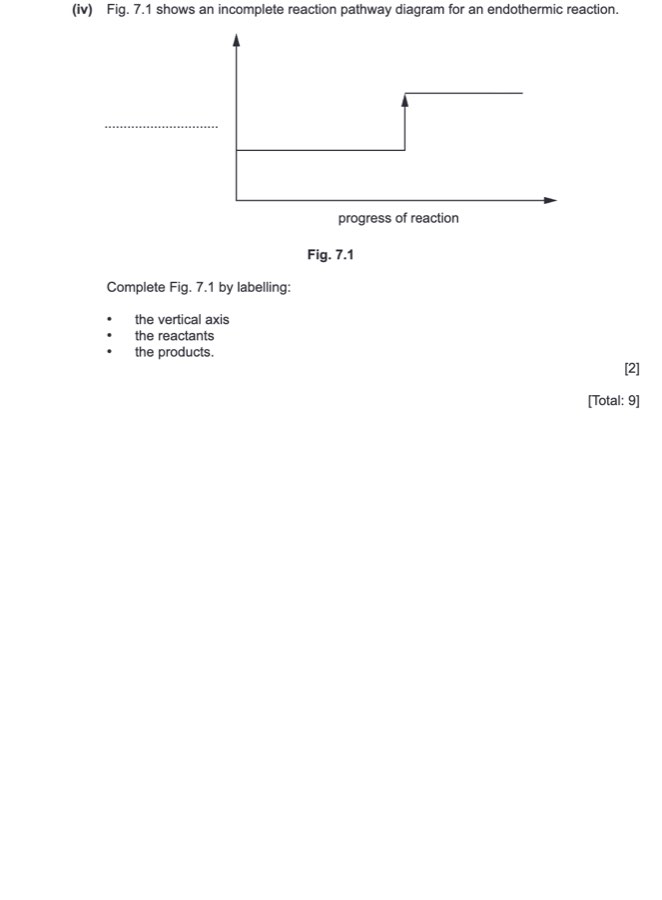 (iv) Fig. 7.1 shows an incomplete reaction pathway diagram for an endothermic reaction.
..............................
progress of reaction
Fig. 7.1
Complete Fig. 7.1 by labelling:
• the vertical axis
• the reactants
• the products.
[2]
[Total: 9]